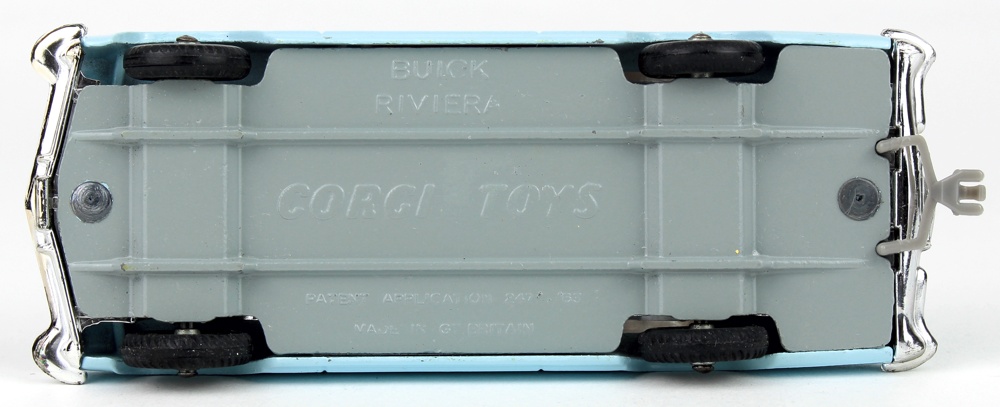 BUICK
RIVIERA
CORGI TOYS
PATENT APPLICATION
MADE IN GT BRITAIN